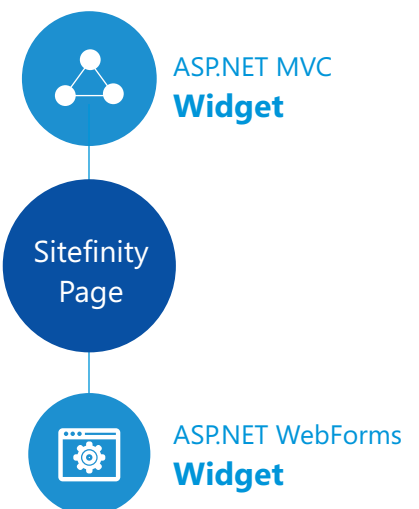 ASP.NET MVC
Widget
Sitefinity
Page
ASP.NET WebForms
Widget